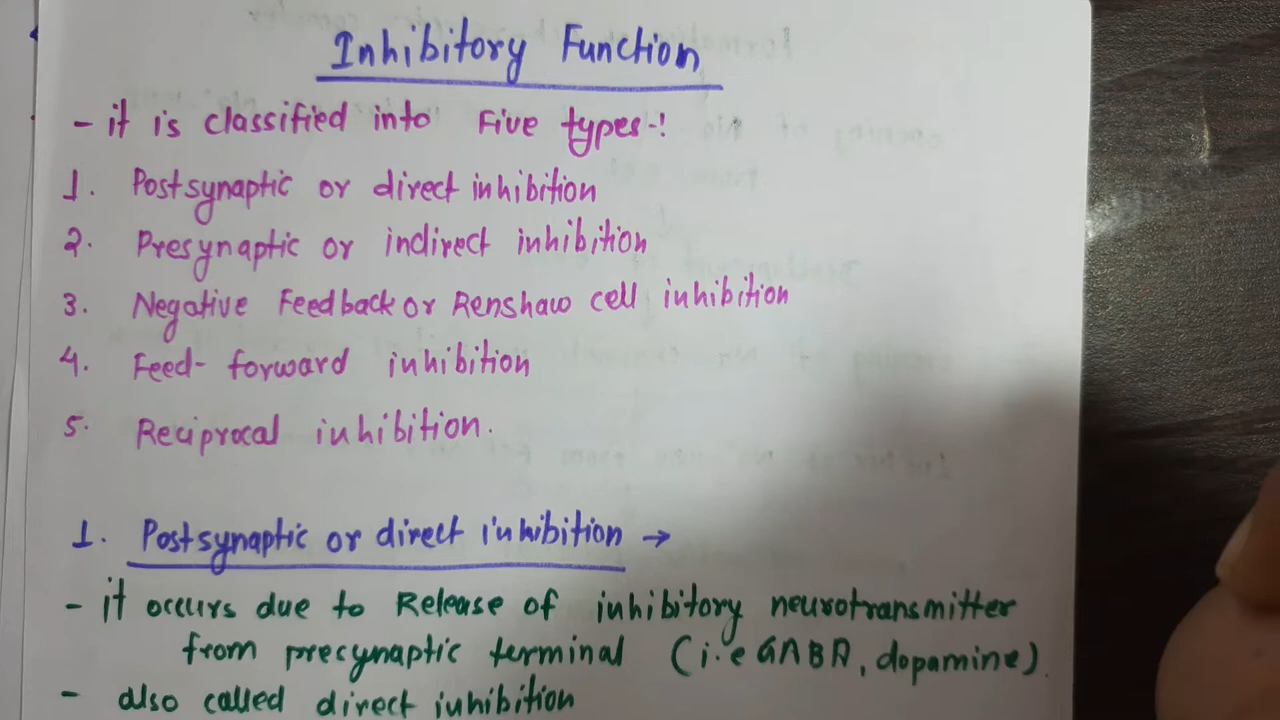 Inhibitory Function
- it is classified into Five types-:
1. Postsynaptic or direct inhibition
2. Presynaptic or indirect inhibition
3. Negative Feedback or Renshaw cell inhibition
4. Feed-forward inhibition
5. Reciprocal inhibition.
1. Postsynaptic or direct inhibition →
- it occurs due to Release of inhibitory neurotransmitter
from presynaptic terminal (i.e GABA, dopamine).
- also called direct inhibition